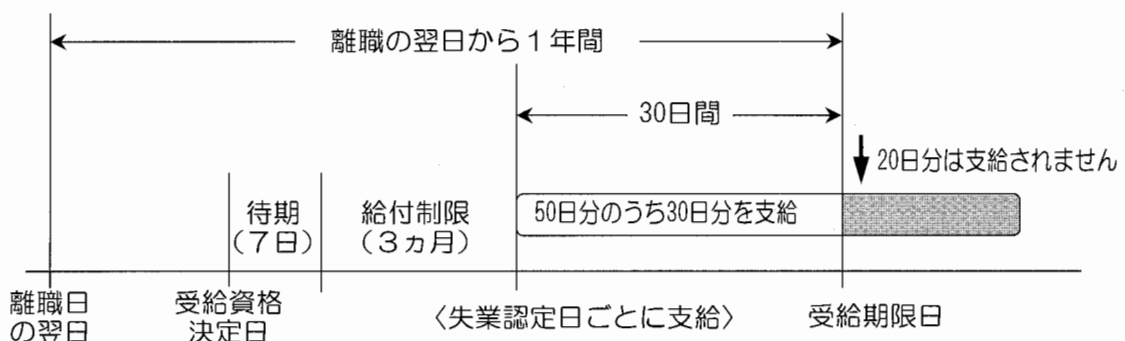 離職の翌日から1年間
30日間
20日分は支給されません
待期
(7日)
給付制限
(3ヵ月)
50日分のうち30日分を支給
離職日
の翌日
受給資格
決定日
〈失業認定日ごとに支給〉
受給期限日